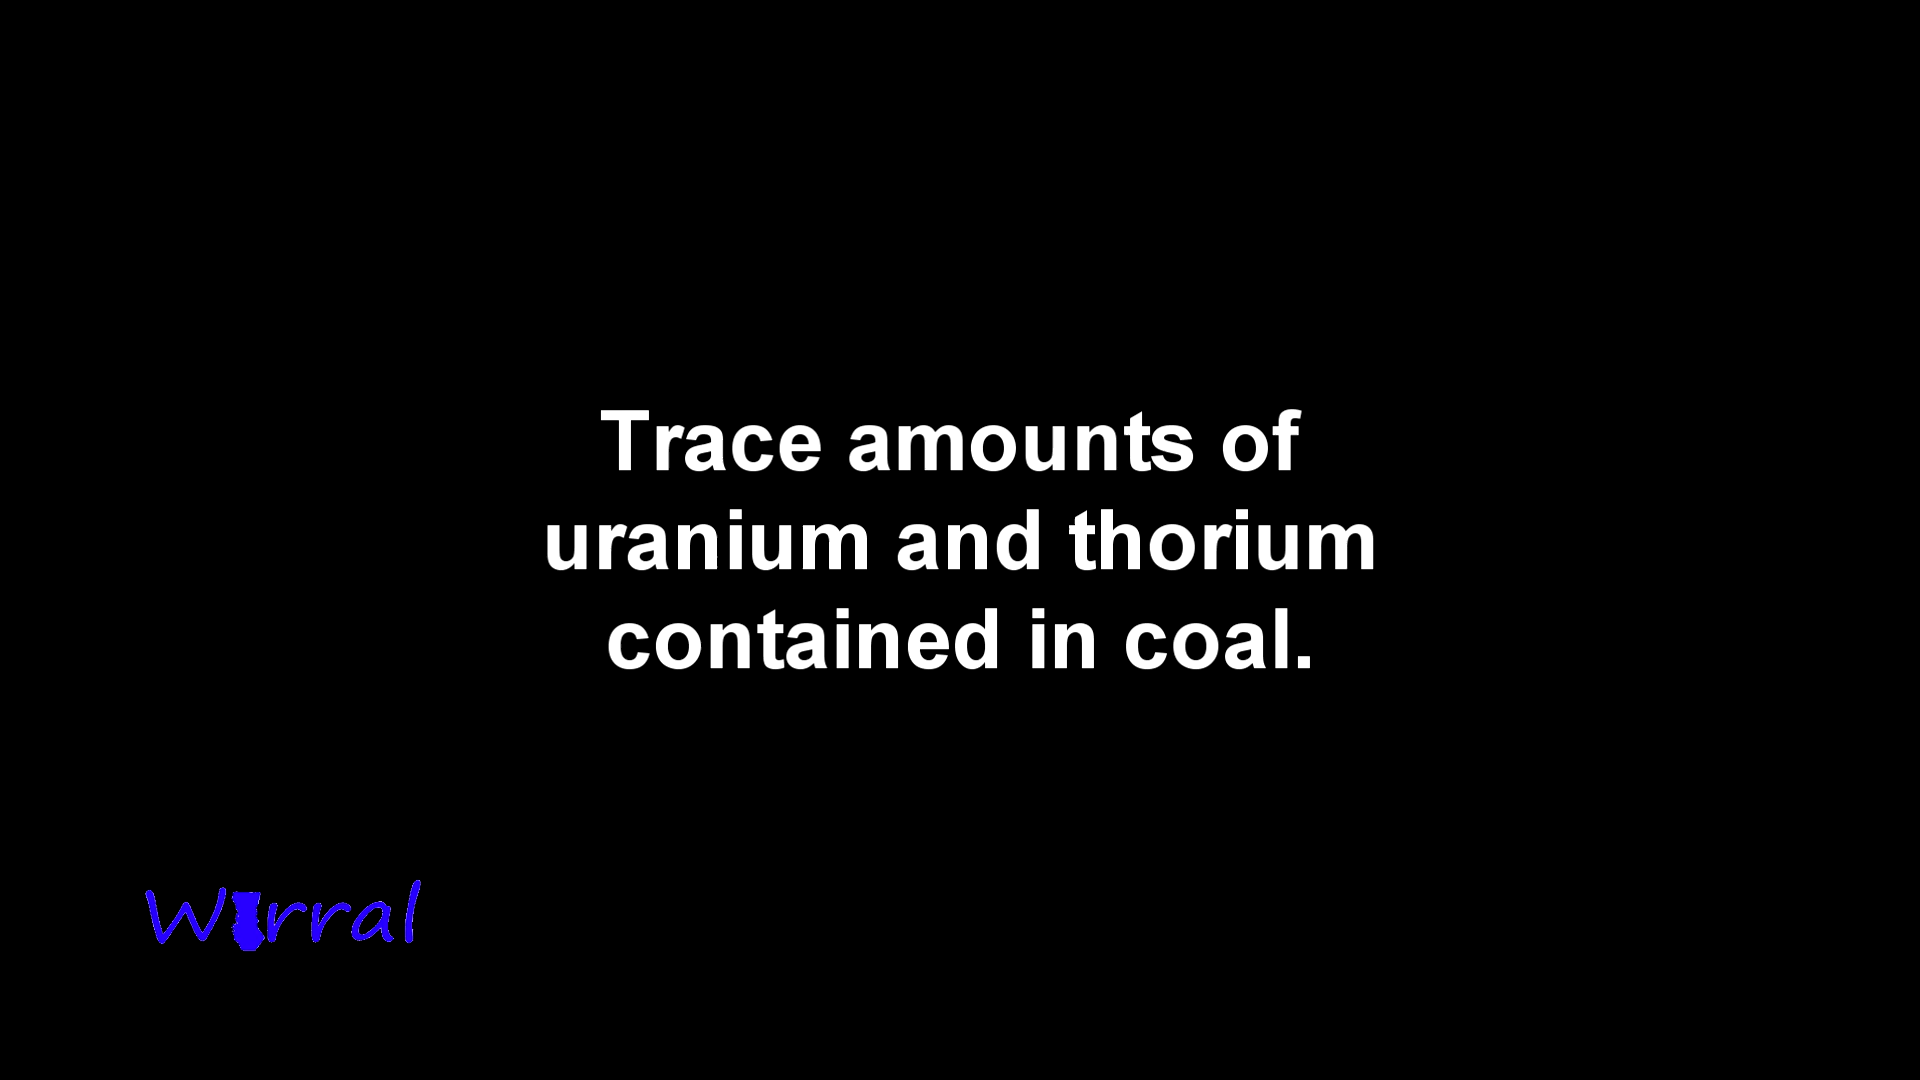 Trace amounts of
uranium and thorium
contained in coal.
Wirral